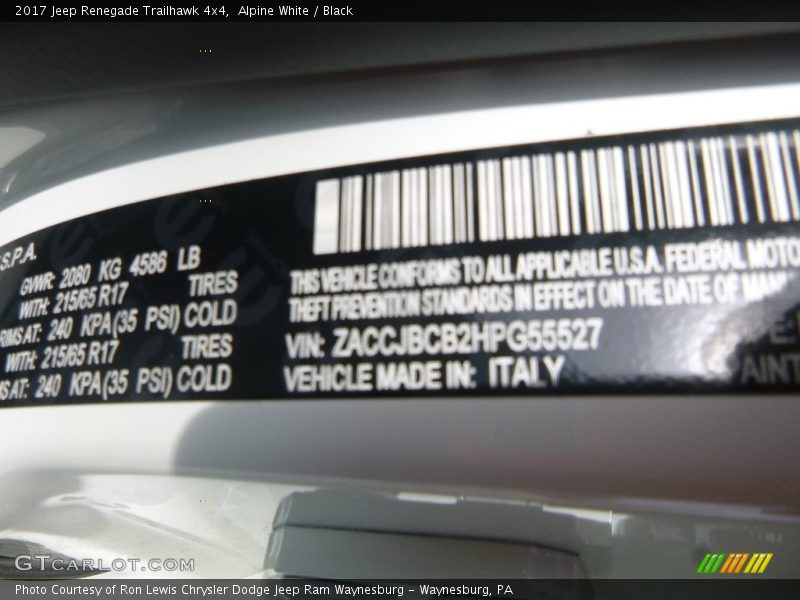 2017 Jeep Renegade Trailhawk 4x4,  Alpine White / Black
S.P.A.
GVWR: 2080 KG 4586 LB
WITH: 215/65 R17 TIRES
RIMS AT: 240 KPA(35 PSI) COLD
WITH: 215/65 R17 TIRES
MS AT: 240 KPA(35 PSI) COLD
THIS VEHICLE CONFORMS TO ALL APPLICABLE U.S.A. FEDERAL MOTO
THEFT PREVENTION STANDARDS IN EFFECT ON THE DATE OF MAN
VIN: ZACCJBCB2HPG55527
VEHICLE MADE IN: ITALY
AINT
GTCARLOT.COM
Photo Courtesy of Ron Lewis Chrysler Dodge Jeep Ram Waynesburg – Waynesburg, PA